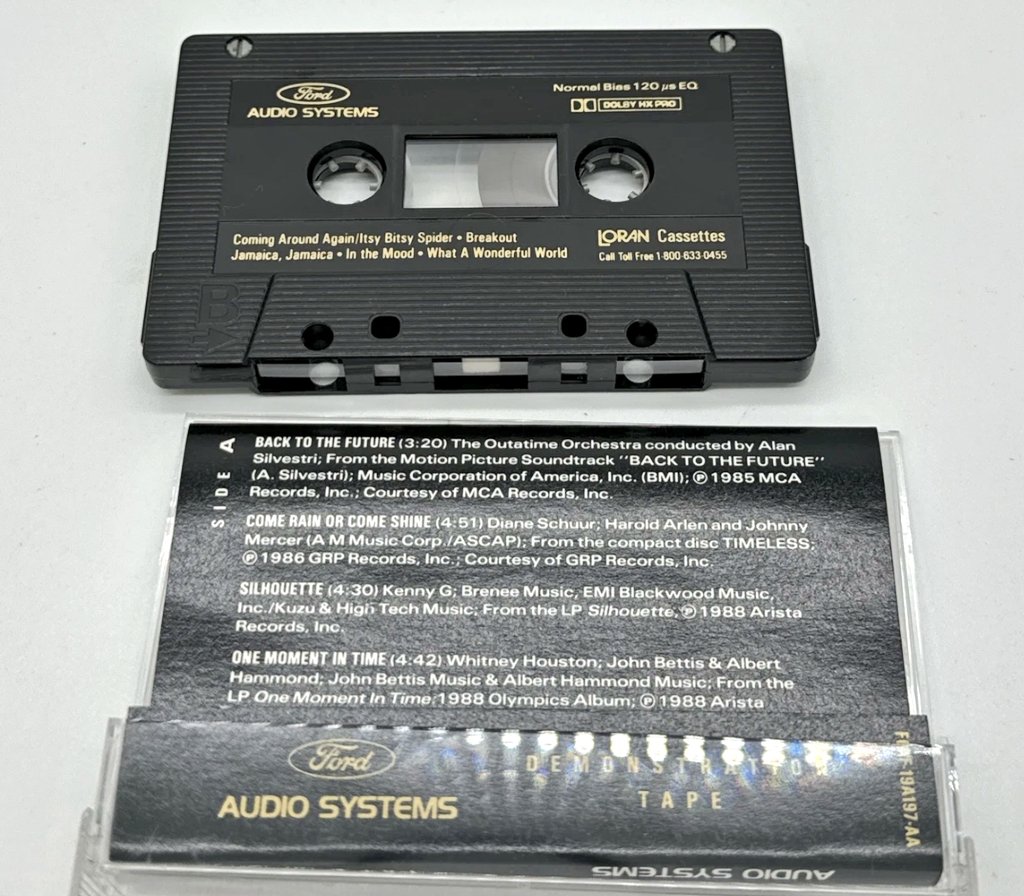 Ford
AUDIO SYSTEMS
Normal Bias 120 µs EQ
DOLBY HX PRO
Coming Around Again/Itsy Bitsy Spider • Breakout
Jamaica, Jamaica • In the Mood • What A Wonderful World
LORAN Cassettes
Call Toll Free 1-800-633-0455
B
SIDE A
BACK TO THE FUTURE (3:20) The Outatime Orchestra conducted by Alan
Silvestri; From the Motion Picture Soundtrack "BACK TO THE FUTURE"
(A. Silvestri); Music Corporation of America, Inc. (BMI); ℗ 1985 MCA
Records, Inc.; Courtesy of MCA Records, Inc.
COME RAIN OR COME SHINE (4:51) Diane Schuur; Harold Arlen and Johnny
Mercer (A M Music Corp./ASCAP); From the compact disc TIMELESS;
℗ 1986 GRP Records, Inc.; Courtesy of GRP Records, Inc.
SILHOUETTE (4:30) Kenny G; Brenee Music, EMI Blackwood Music,
Inc./Kuzu & High Tech Music; From the LP Silhouette, ℗ 1988 Arista
Records, Inc.
ONE MOMENT IN TIME (4:42) Whitney Houston; John Bettis & Albert
Hammond; John Bettis Music & Albert Hammond Music; From the
LP One Moment In Time: 1988 Olympics Album; ℗ 1988 Arista
Ford
AUDIO SYSTEMS
DEMONSTRATION
TAPE
19A197-AA
AUDIO SYSTEMS